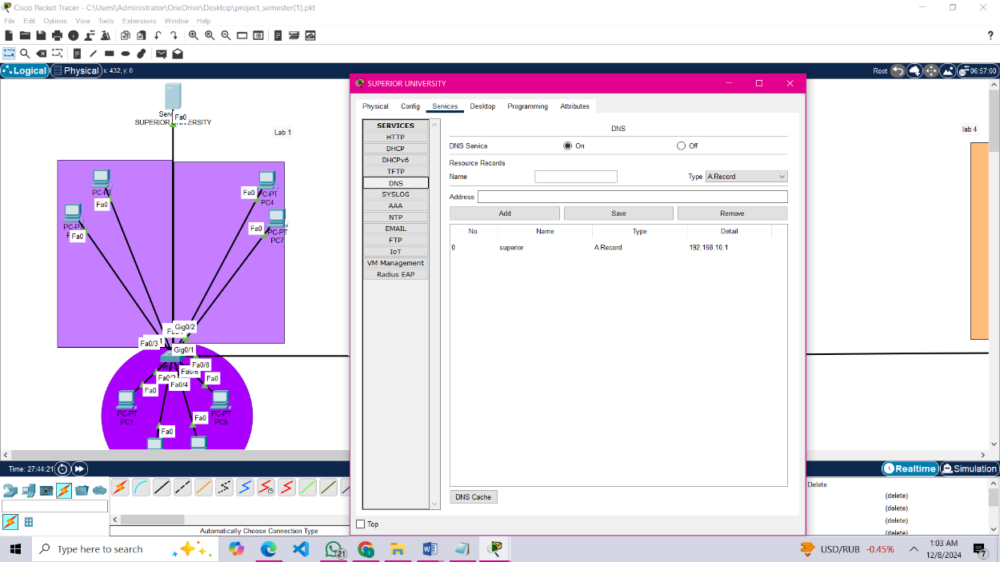 Cisco Packet Tracer - C:\Users\Administrator\OneDrive\Desktop\project_semester[1].pkt
File Edit Options View Tools Extensions Window Help
?
Logical Physical x: 432, y: 0 Root 06:57:00
SUPERIOR UNIVERSITY
Physical Config Services Desktop Programming Attributes
SERVICES
HTTP
DHCP
DHCPv6
TFTP
DNS
SYSLOG
AAA
NTP
EMAIL
FTP
IoT
VM Management
Radius EAP
DNS
DNS Service On Off
Resource Records
Name Type A Record
Address
Add Save Remove
No. Name Type Detail
0 superior A Record 192.168.10.1
DNS Cache
Top
Fa0
SUPERIOR UNIVERSITY
Lab 1
lab 4
PC-PT
Fa0
Fa0
PC-PT
PC4
PC-PT
Fa0
Fa0
PC-PT
PC7
Gig0/2
Fa0/3
Gig0/1
Fa0/8
Fa0/6
Fa0/2
Fa0/4
Fa0
Fa0
PC-PT
PC1
PC-PT
PC6
Fa0
Fa0
Time: 27:44:21
Realtime Simulation
Automatically Choose Connection Type
Delete
(delete)
(delete)
(delete)
(delete)
Type here to search
21
USD/RUB -0.45%
1:03 AM
12/8/2024
7